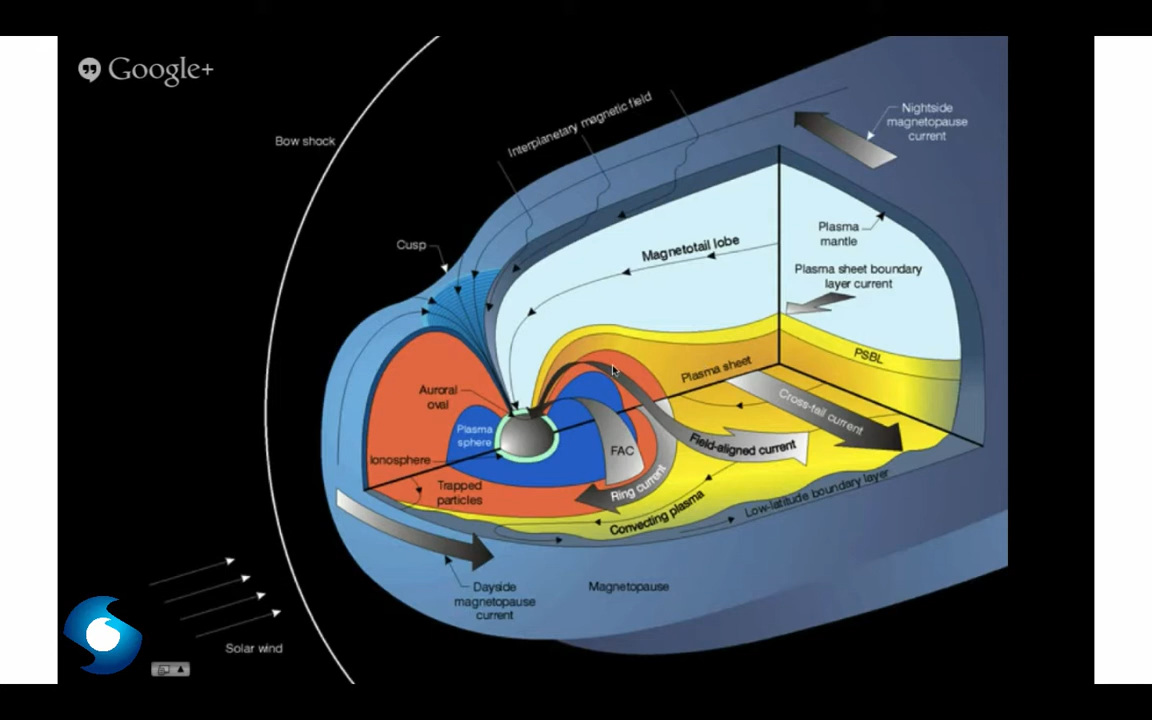 Google+
Nightside
magnetopause
current
Interplanetary magnetic field
Bow shock
Cusp
Plasma
mantle
Magnetotail lobe
Plasma sheet boundary
layer current
PSBL
Plasma sheet
Auroral
oval
Cross-tail current
Plasma
sphere
Field-aligned current
FAC
Ionosphere
Ring current
Trapped
particles
Convecting plasma
Low-latitude boundary layer
Dayside
magnetopause
current
Magnetopause
Solar wind